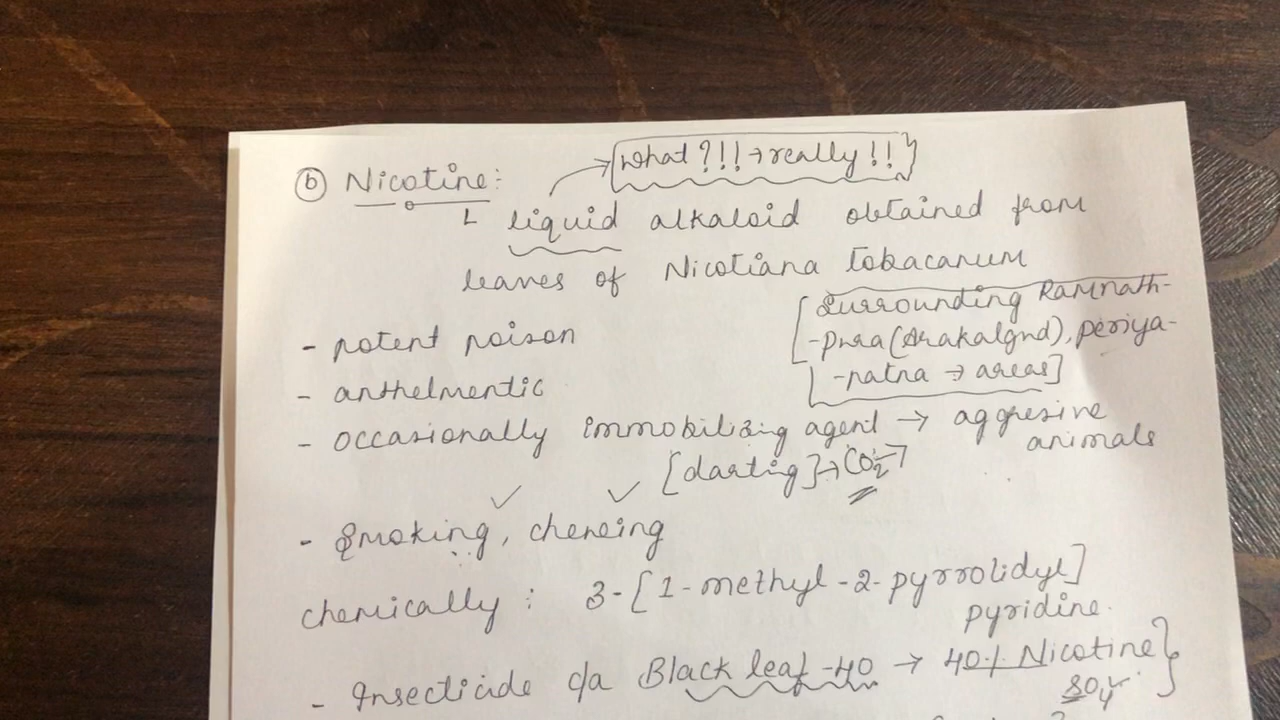 ⓑ Nicotine:
what ?!! → really !!
↳ liquid alkaloid obtained from
leaves of Nicotiana tobacanum
- potent poison
[surrounding Ramnath-
-pura (Arakalgud), periya-
-patna → areas]
- anthelmentic
- occasionally immobilizing agent → aggresive
animals
[darting] → CO2
- smoking, chewing
chemically : 3-[1-methyl-2-pyrrolidyl]
pyridine.
- Insecticide c/a Black leaf-40 → 40% Nicotine
SO4